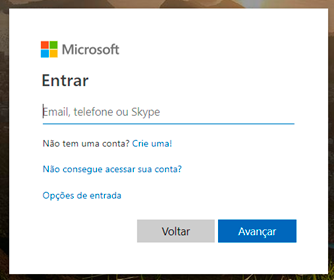 Microsoft
Entrar
Email, telefone ou Skype
Não tem uma conta? Crie uma!
Não consegue acessar sua conta?
Opções de entrada
Voltar Avançar